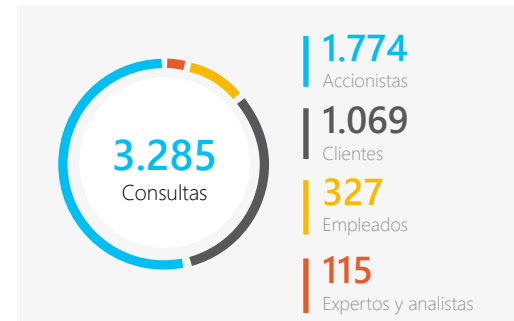 3.285
Consultas
1.774
Accionistas
1.069
Clientes
327
Empleados
115
Expertos y analistas